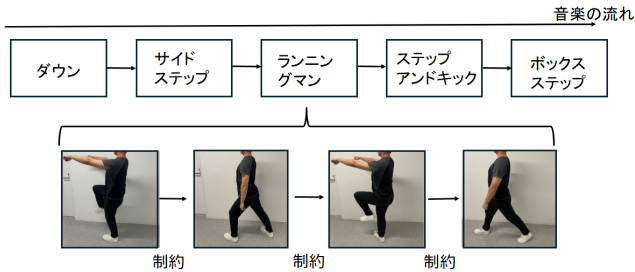 音楽の流れ
ダウン
サイド
ステップ
ランニン
グマン
ステップ
アンドキック
ボックス
ステップ
制約
制約
制約